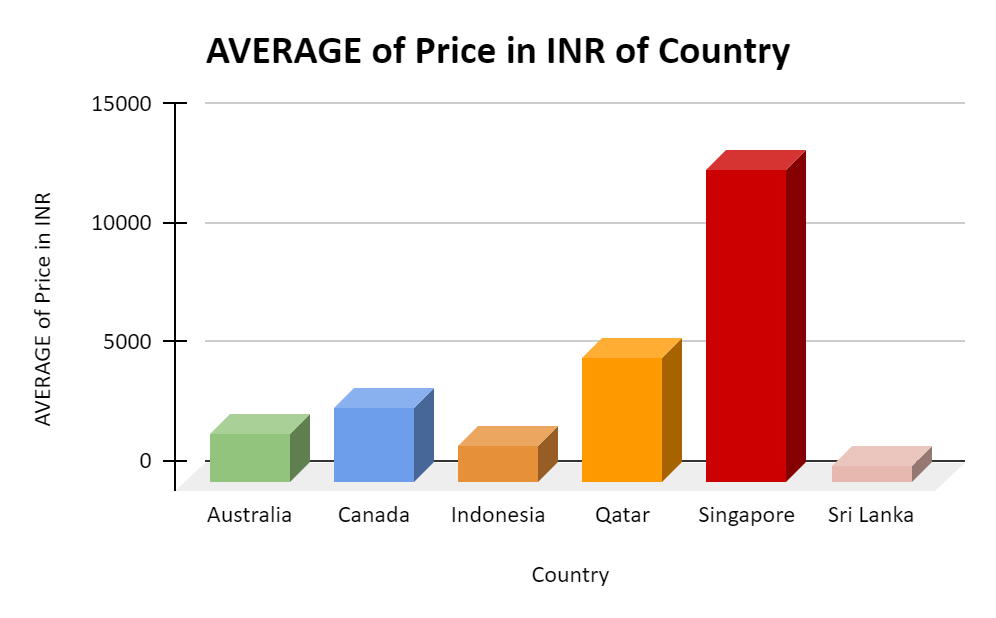 AVERAGE of Price in INR of Country
15000
10000
5000
0
AVERAGE of Price in INR
Australia
Canada
Indonesia
Qatar
Singapore
Sri Lanka
Country